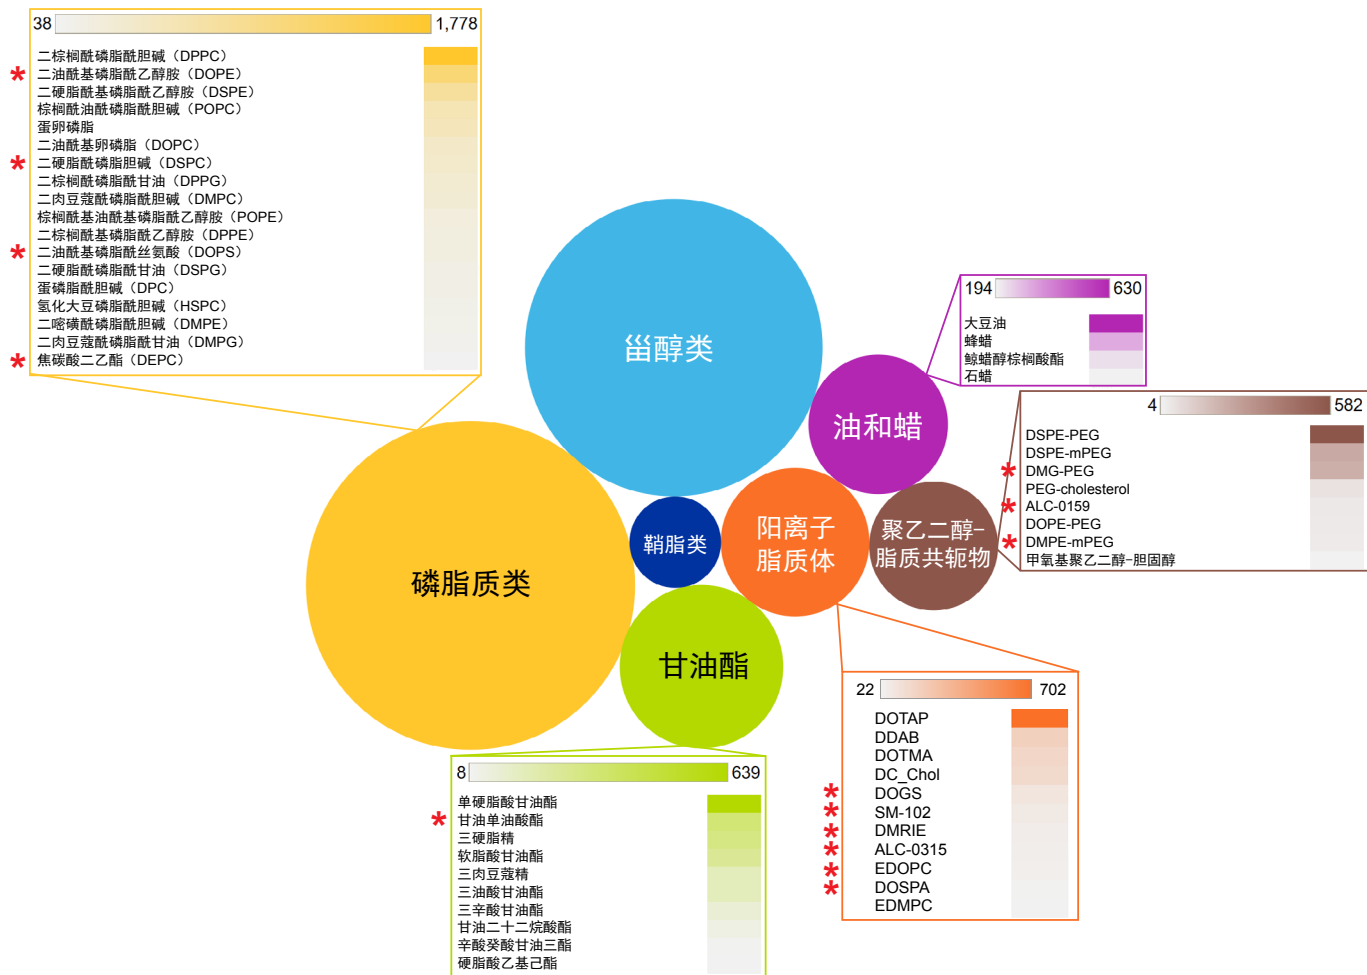 38 1,778
二棕榈酰磷脂酰胆碱（DPPC）
* 二油酰基磷脂酰乙醇胺（DOPE）
二硬脂酰基磷脂酰乙醇胺（DSPE）
棕榈酰油酰磷脂酰胆碱（POPC）
蛋卵磷脂
二油酰基卵磷脂（DOPC）
* 二硬脂酰磷脂胆碱（DSPC）
二棕榈酰磷脂酰甘油（DPPG）
二肉豆蔻酰磷脂酰胆碱（DMPC）
棕榈酰基油酰基磷脂酰乙醇胺（POPE）
二棕榈酰基磷脂酰乙醇胺（DPPE）
* 二油酰基磷脂酰丝氨酸（DOPS）
二硬脂酰磷脂酰甘油（DSPG）
蛋磷脂酰胆碱（DPC）
氢化大豆磷脂酰胆碱（HSPC）
二嘧磺酰磷脂酰胆碱（DMPE）
二肉豆蔻酰磷脂酰甘油（DMPG）
* 焦碳酸二乙酯（DEPC）
甾醇类
194 630
大豆油
蜂蜡
鲸蜡醇棕榈酸酯
石蜡
油和蜡
4 582
DSPE-PEG
DSPE-mPEG
* DMG-PEG
PEG-cholesterol
* ALC-0159
DOPE-PEG
* DMPE-mPEG
甲氧基聚乙二醇-胆固醇
磷脂质类
鞘脂类
阳离子
脂质体
聚乙二醇-
脂质共轭物
甘油酯
22 702
DOTAP
DDAB
DOTMA
DC_Chol
* DOGS
* SM-102
* DMRIE
* ALC-0315
* EDOPC
* DOSPA
EDMPC
8 639
单硬脂酸甘油酯
* 甘油单油酸酯
三硬脂精
软脂酸甘油酯
三肉豆蔻精
三油酸甘油酯
三辛酸甘油酯
甘油二十二烷酸酯
辛酸癸酸甘油三酯
硬脂酸乙基己酯